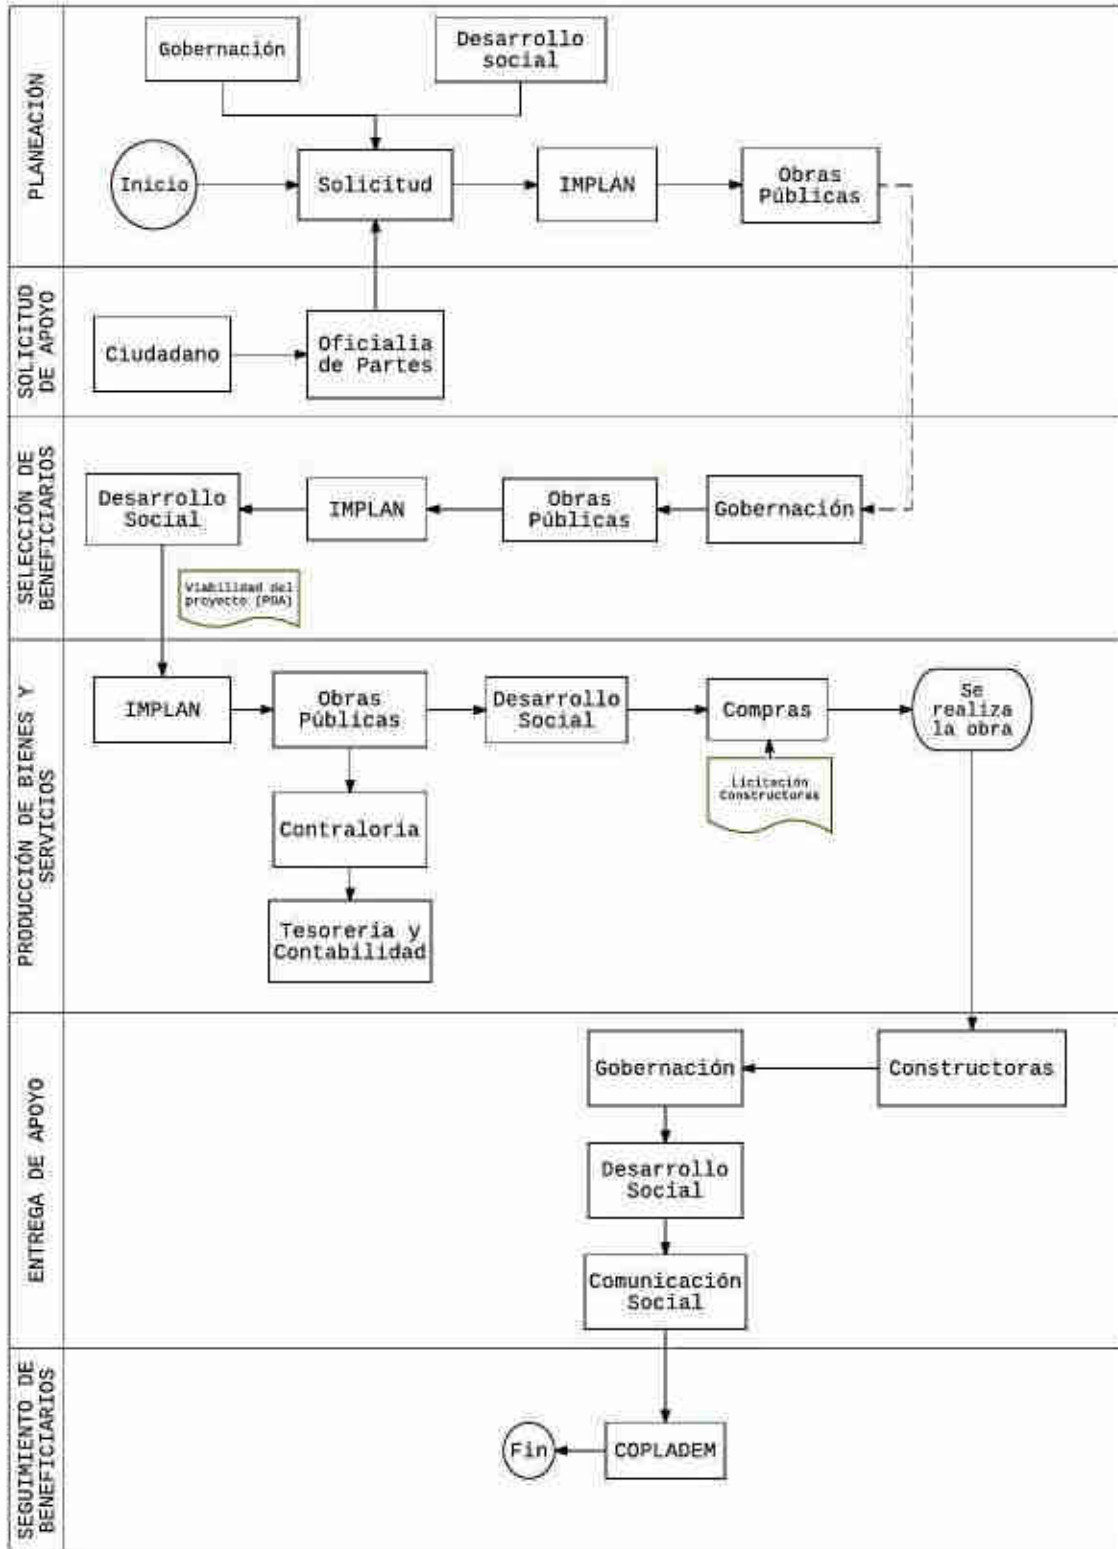 PLANEACIÓN
Gobernación
Desarrollo
social
Inicio
Solicitud
IMPLAN
Obras
Públicas
SOLICITUD
DE APOYO
Ciudadano
Oficialia
de Partes
SELECCIÓN DE
BENEFICIARIOS
Desarrollo
Social
IMPLAN
Obras
Públicas
Gobernación
Viabilidad del
proyecto (POA)
PRODUCCIÓN DE BIENES Y
SERVICIOS
IMPLAN
Obras
Públicas
Desarrollo
Social
Compras
Se
realiza
la obra
Licitación
Constructoras
Contraloria
Tesoreria y
Contabilidad
ENTREGA DE APOYO
Gobernación
Constructoras
Desarrollo
Social
Comunicación
Social
SEGUIMIENTO DE
BENEFICIARIOS
Fin
COPLADEM